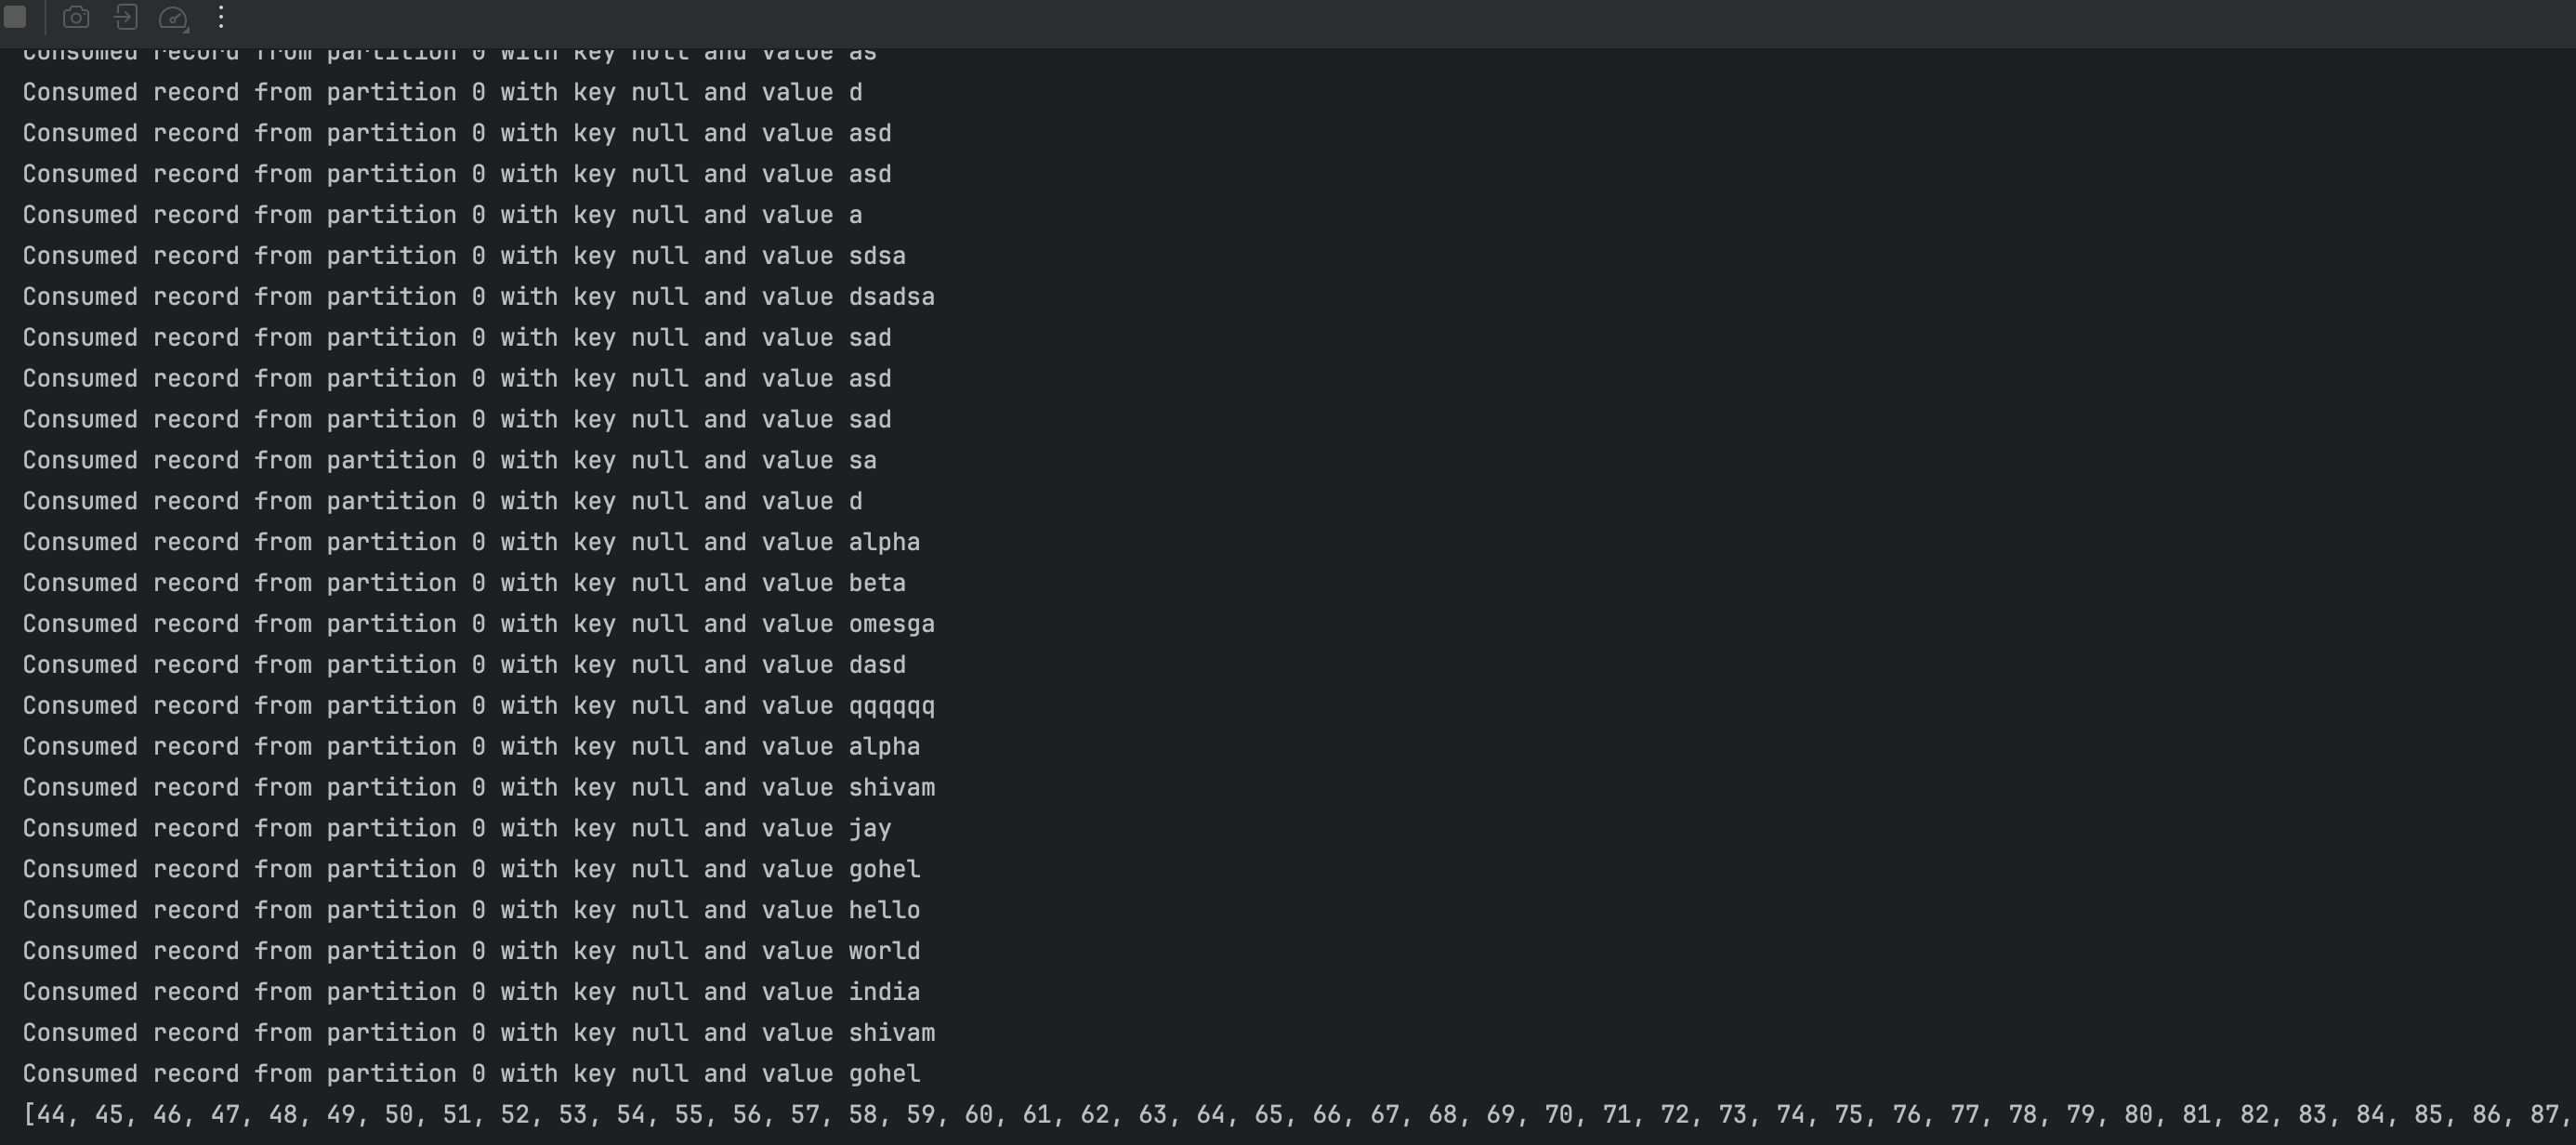 Consumed record from partition 0 with key null and value as
Consumed record from partition 0 with key null and value d
Consumed record from partition 0 with key null and value asd
Consumed record from partition 0 with key null and value asd
Consumed record from partition 0 with key null and value a
Consumed record from partition 0 with key null and value sdsa
Consumed record from partition 0 with key null and value dsadsa
Consumed record from partition 0 with key null and value sad
Consumed record from partition 0 with key null and value asd
Consumed record from partition 0 with key null and value sad
Consumed record from partition 0 with key null and value sa
Consumed record from partition 0 with key null and value d
Consumed record from partition 0 with key null and value alpha
Consumed record from partition 0 with key null and value beta
Consumed record from partition 0 with key null and value omesga
Consumed record from partition 0 with key null and value dasd
Consumed record from partition 0 with key null and value qqqqqq
Consumed record from partition 0 with key null and value alpha
Consumed record from partition 0 with key null and value shivam
Consumed record from partition 0 with key null and value jay
Consumed record from partition 0 with key null and value gohel
Consumed record from partition 0 with key null and value hello
Consumed record from partition 0 with key null and value world
Consumed record from partition 0 with key null and value india
Consumed record from partition 0 with key null and value shivam
Consumed record from partition 0 with key null and value gohel
[44, 45, 46, 47, 48, 49, 50, 51, 52, 53, 54, 55, 56, 57, 58, 59, 60, 61, 62, 63, 64, 65, 66, 67, 68, 69, 70, 71, 72, 73, 74, 75, 76, 77, 78, 79, 80, 81, 82, 83, 84, 85, 86, 87,